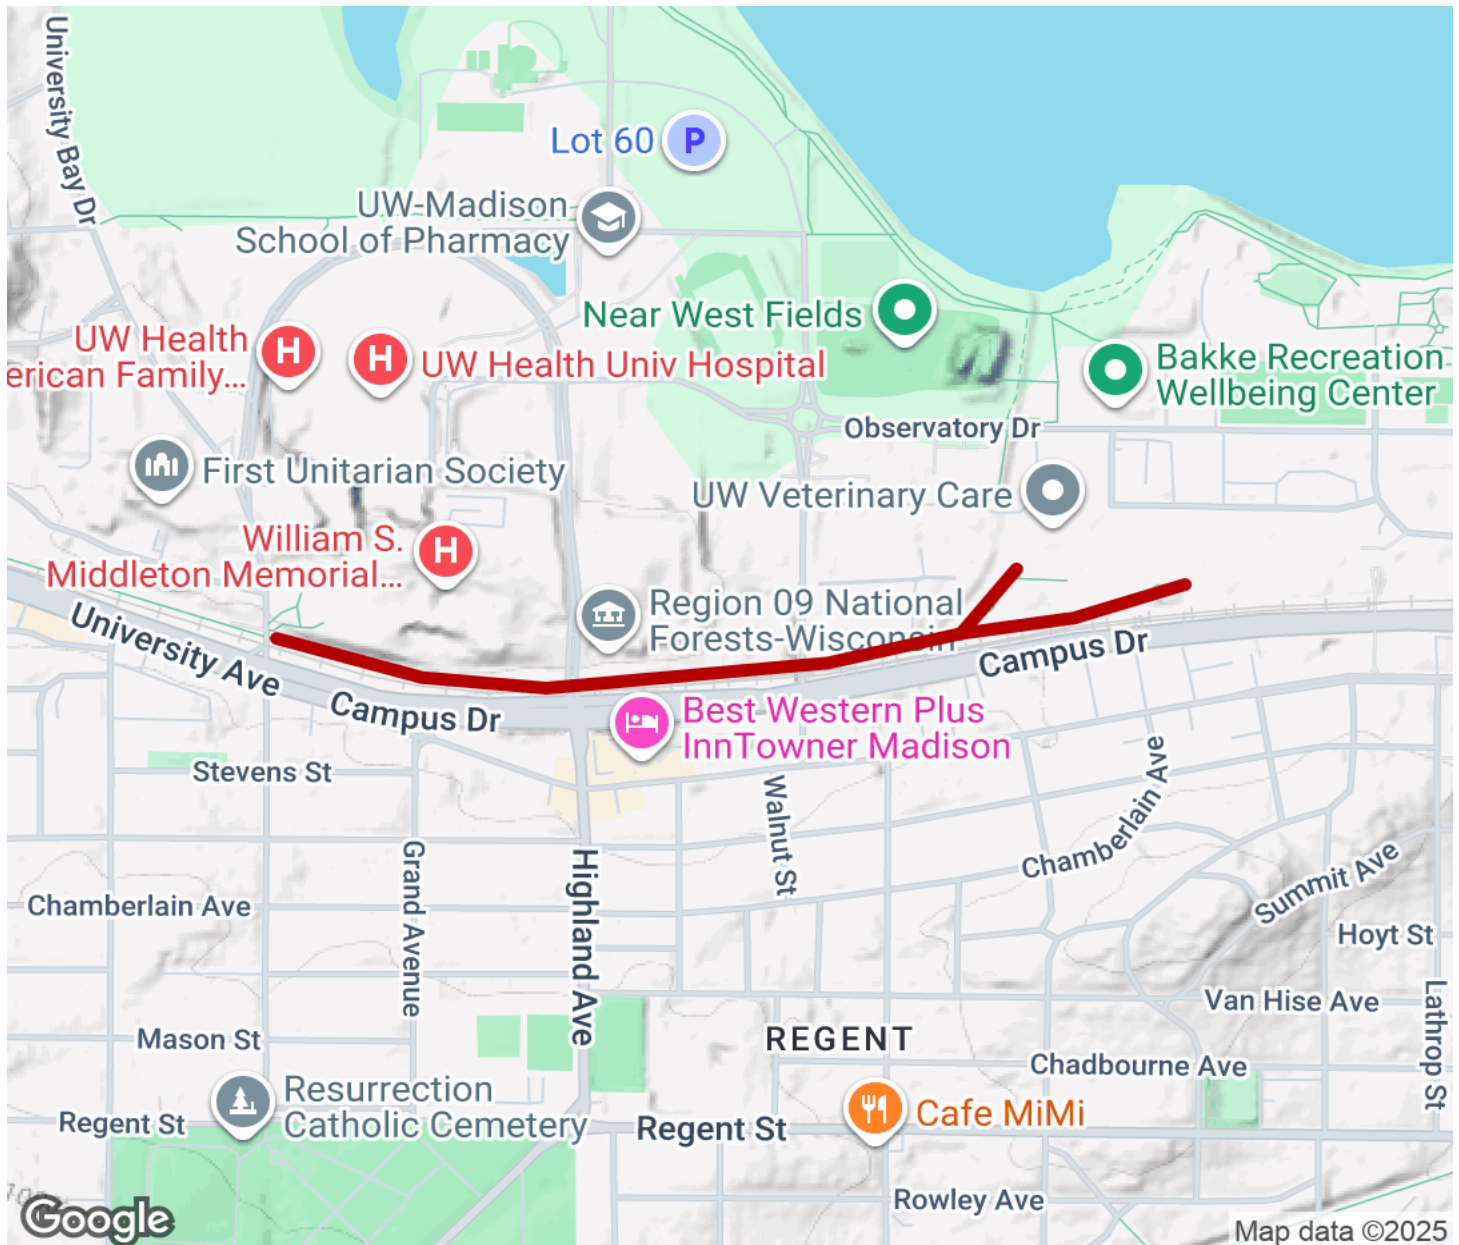 University Bay Dr
Lot 60
P
UW-Madison
School of Pharmacy
Near West Fields
UW Health
erican Family...
H
H
UW Health Univ Hospital
Bakke Recreation
Wellbeing Center
Observatory Dr
First Unitarian Society
UW Veterinary Care
William S.
Middleton Memorial...
H
Region 09 National
Forests-Wisconsin
University Ave
Campus Dr
Campus Dr
Best Western Plus
InnTowner Madison
Stevens St
Walnut St
Chamberlain Ave
Grand Avenue
Highland Ave
Summit Ave
Chamberlain Ave
Hoyt St
Van Hise Ave
Lathrop St
Mason St
REGENT
Chadbourne Ave
Resurrection
Catholic Cemetery
Cafe MiMi
Regent St
Regent St
Rowley Ave
Google
Map data ©2025